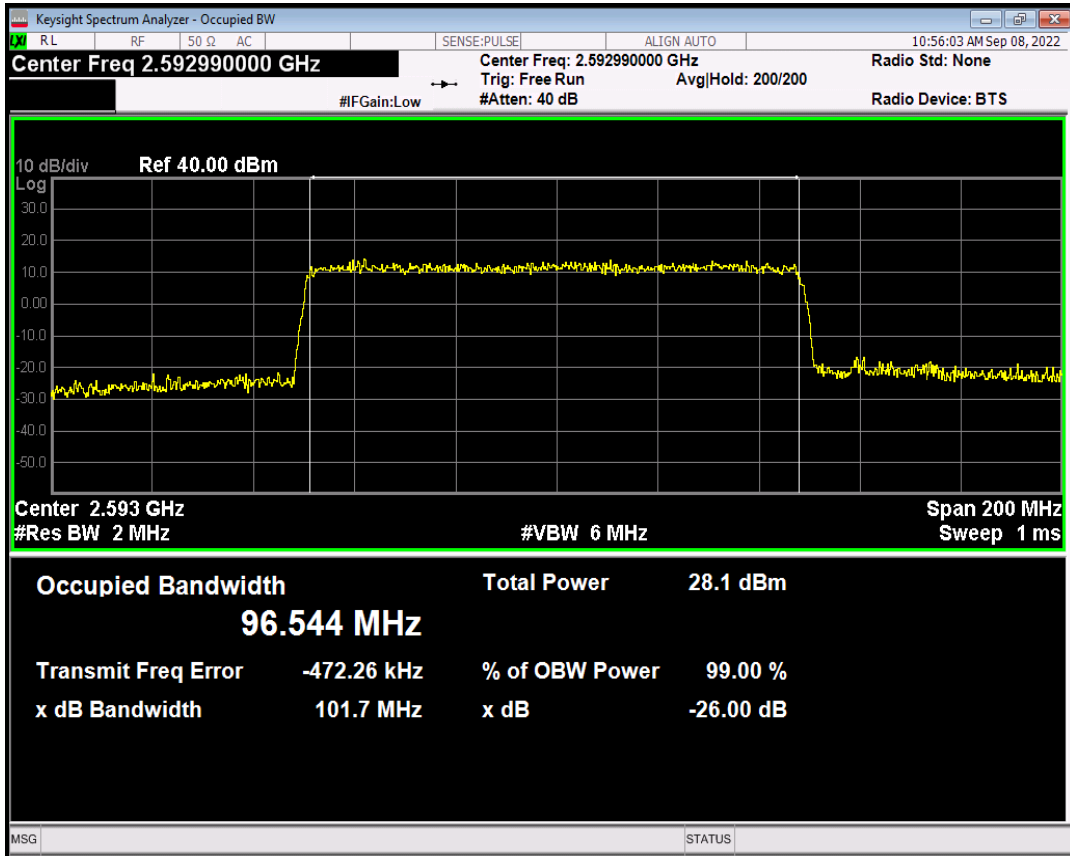 Keysight Spectrum Analyzer - Occupied BW
LXI RL RF 50 Ω AC SENSE:PULSE ALIGN AUTO 10:56:03 AM Sep 08, 2022
Center Freq 2.592990000 GHz
Center Freq: 2.592990000 GHz Radio Std: None
Trig: Free Run Avg|Hold: 200/200
#IFGain:Low #Atten: 40 dB Radio Device: BTS
10 dB/div Ref 40.00 dBm
Log
30.0
20.0
10.0
0.00
-10.0
-20.0
-30.0
-40.0
-50.0
Center 2.593 GHz Span 200 MHz
#Res BW 2 MHz #VBW 6 MHz Sweep 1 ms
Occupied Bandwidth Total Power 28.1 dBm
96.544 MHz
Transmit Freq Error -472.26 kHz % of OBW Power 99.00 %
x dB Bandwidth 101.7 MHz x dB -26.00 dB
MSG STATUS